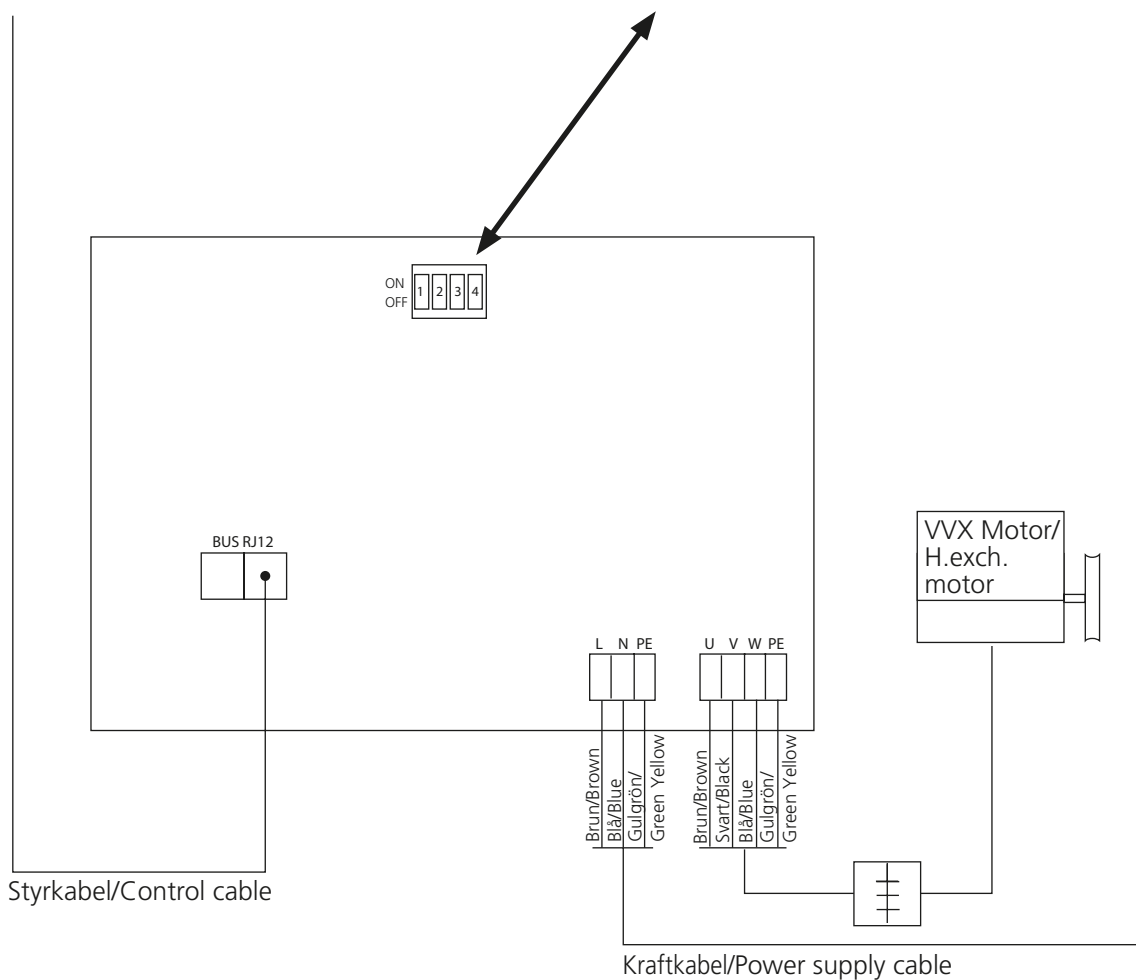 ON
OFF
1 2 3 4
BUS RJ12
VVX Motor/
H.exch.
motor
L N PE
U V W PE
Brun/Brown
Blå/Blue
Gulgrön/
Green Yellow
Brun/Brown
Svart/Black
Blå/Blue
Gulgrön/
Green Yellow
Styrkabel/Control cable
Kraftkabel/Power supply cable